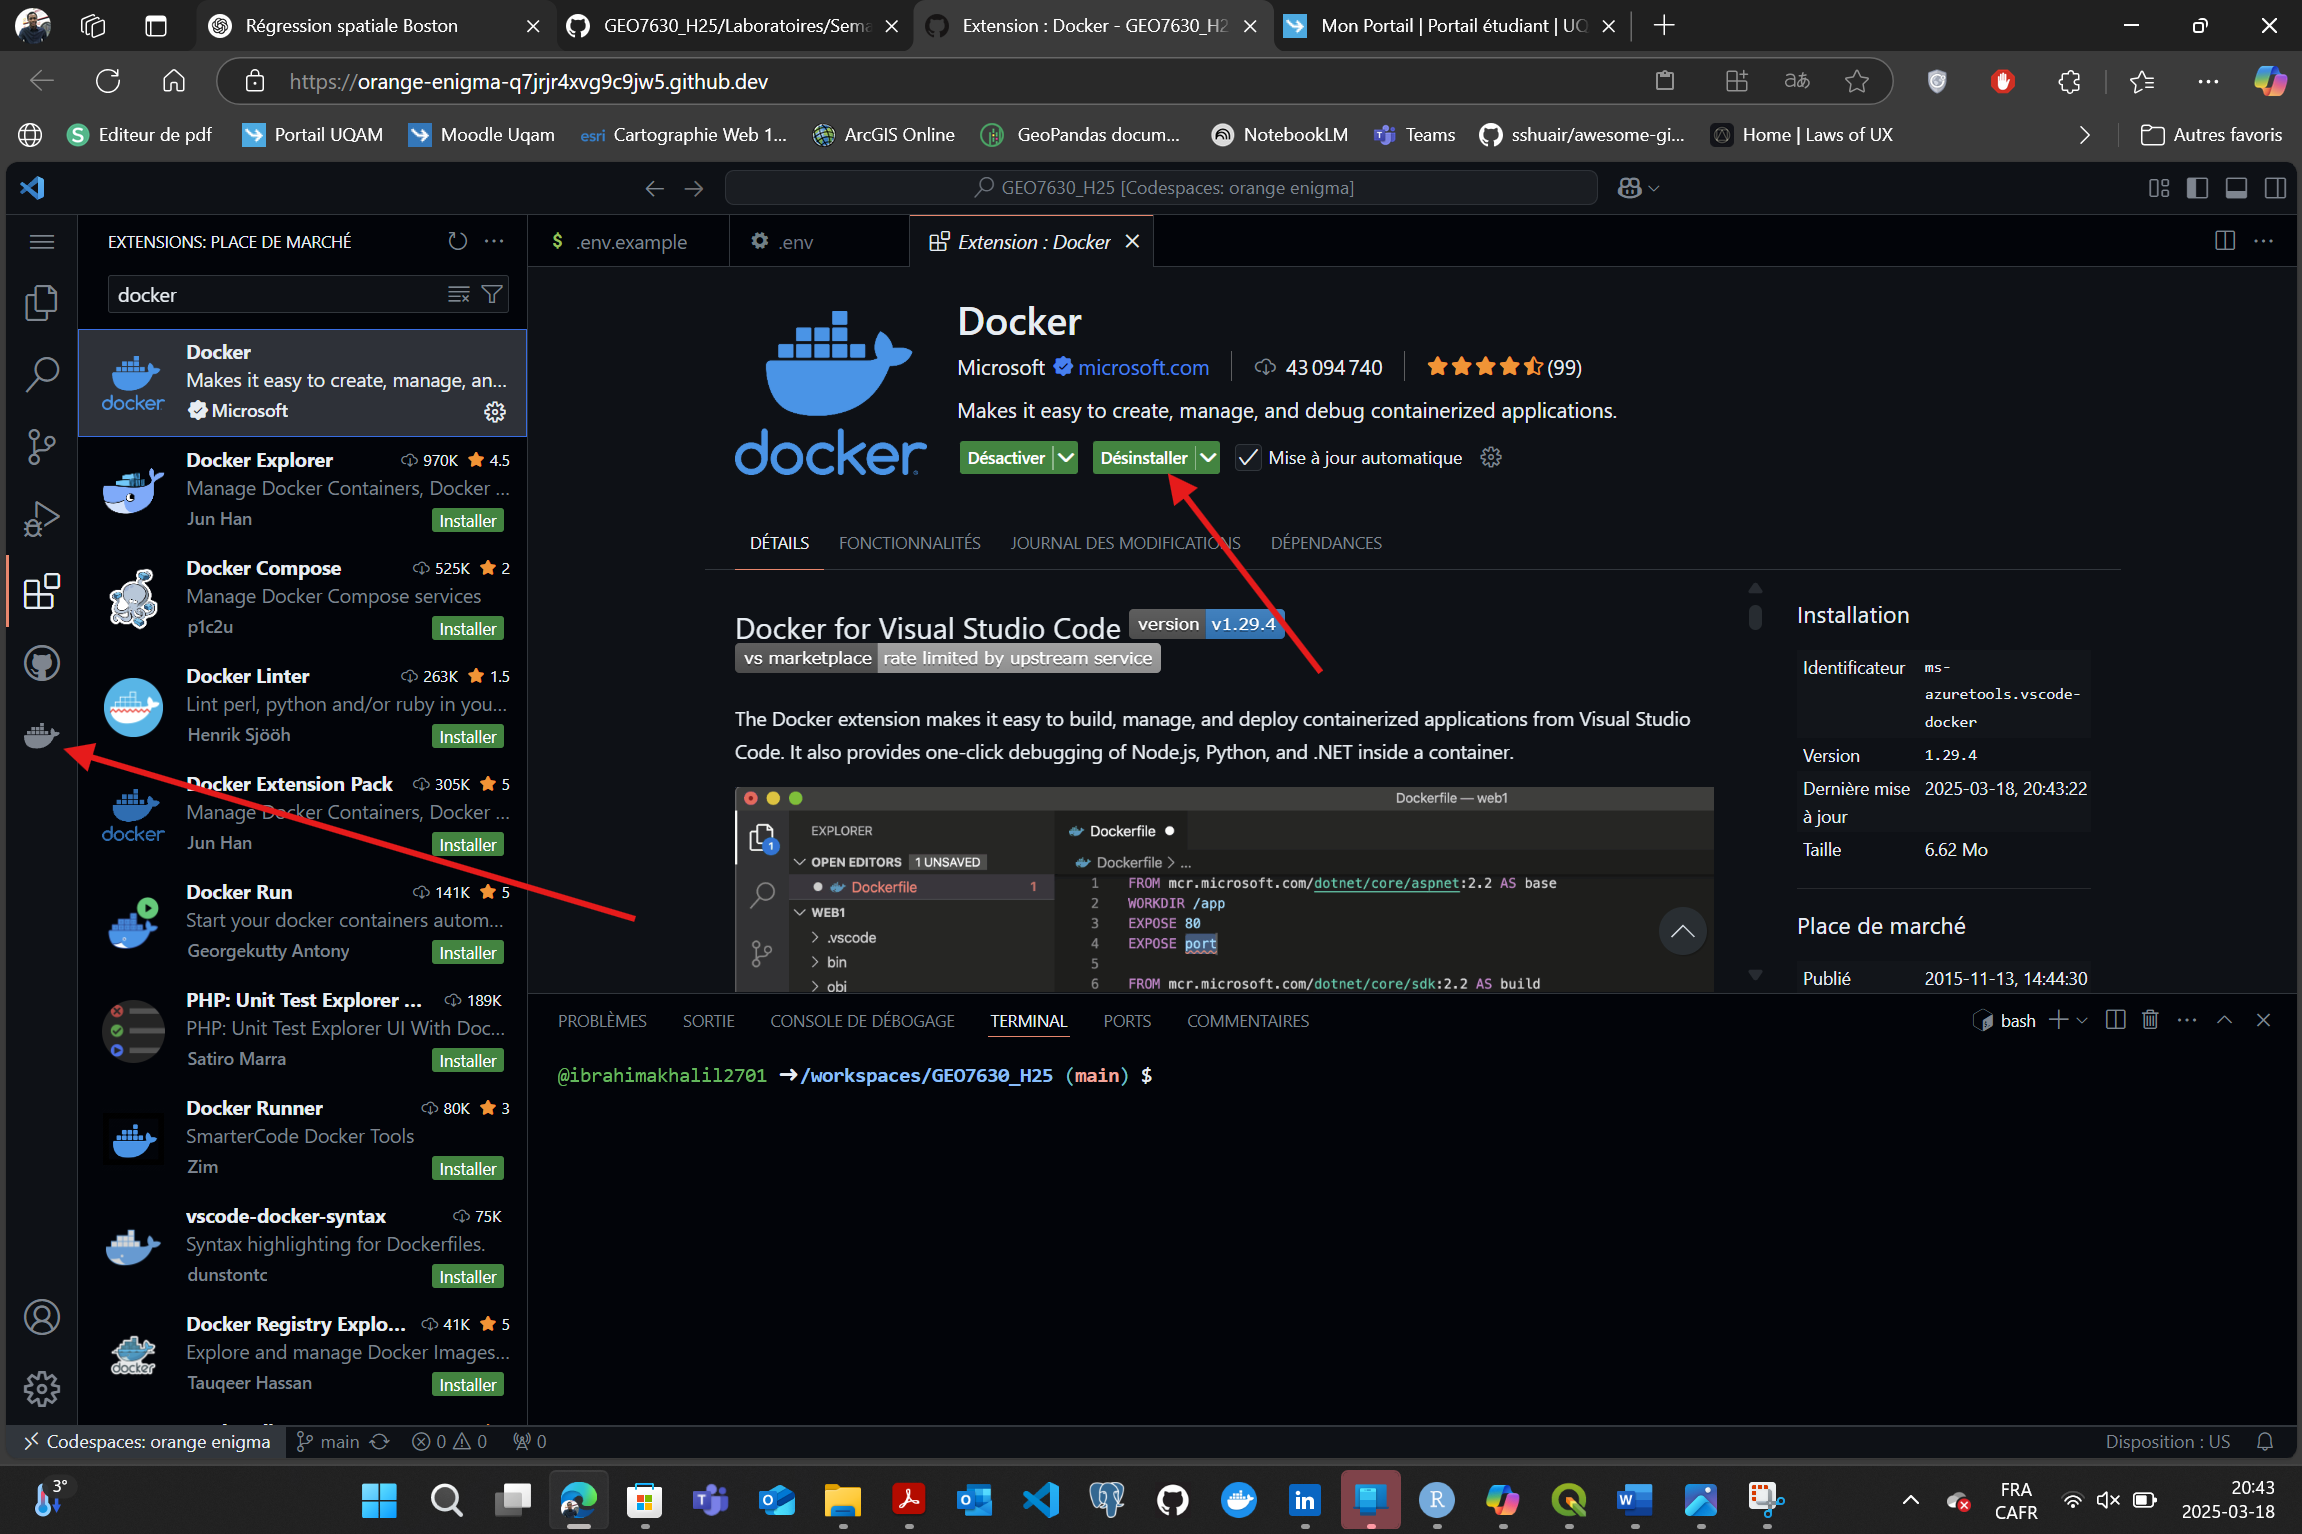 Régression spatiale Boston
GEO7630_H25/Laboratoires/Sema
Extension : Docker - GEO7630_H2
Mon Portail | Portail étudiant | UQ
https://orange-enigma-q7jrjr4xvg9c9jw5.github.dev
aあ
Editeur de pdf
Portail UQAM
Moodle Uqam
esri Cartographie Web 1...
ArcGIS Online
GeoPandas docum...
NotebookLM
Teams
sshuair/awesome-gi...
Home | Laws of UX
Autres favoris
GEO7630_H25 [Codespaces: orange enigma]
EXTENSIONS: PLACE DE MARCHÉ
docker
Docker
Makes it easy to create, manage, an...
docker
Microsoft
Docker Explorer 970K 4.5
Manage Docker Containers, Docker ...
Jun Han Installer
Docker Compose 525K 2
Manage Docker Compose services
p1c2u Installer
Docker Linter 263K 1.5
Lint perl, python and/or ruby in you...
Henrik Sjööh Installer
Docker Extension Pack 305K 5
Manage Docker Containers, Docker ...
docker
Jun Han Installer
Docker Run 141K 5
Start your docker containers autom...
Georgekutty Antony Installer
PHP: Unit Test Explorer ... 189K
PHP: Unit Test Explorer UI With Doc...
Satiro Marra Installer
Docker Runner 80K 3
SmarterCode Docker Tools
Zim Installer
vscode-docker-syntax 75K
Syntax highlighting for Dockerfiles.
dunstontc Installer
Docker Registry Explo... 41K 5
Explore and manage Docker Images...
docker
Tauqeer Hassan Installer
$ .env.example
.env
Extension : Docker
docker
Docker
Microsoft microsoft.com 43 094 740 (99)
Makes it easy to create, manage, and debug containerized applications.
Désactiver Désinstaller Mise à jour automatique
DÉTAILS FONCTIONNALITÉS JOURNAL DES MODIFICATIONS DÉPENDANCES
Docker for Visual Studio Code version v1.29.4
vs marketplace rate limited by upstream service
The Docker extension makes it easy to build, manage, and deploy containerized applications from Visual Studio
Code. It also provides one-click debugging of Node.js, Python, and .NET inside a container.
Dockerfile — web1
EXPLORER
1
OPEN EDITORS 1 UNSAVED
Dockerfile 1
WEB1
.vscode
bin
obj
Dockerfile
Dockerfile > ...
1 FROM mcr.microsoft.com/dotnet/core/aspnet:2.2 AS base
2 WORKDIR /app
3 EXPOSE 80
4 EXPOSE port
5
6 FROM mcr.microsoft.com/dotnet/core/sdk:2.2 AS build
Installation
Identificateur ms-
azuretools.vscode-
docker
Version 1.29.4
Dernière mise 2025-03-18, 20:43:22
à jour
Taille 6.62 Mo
Place de marché
Publié 2015-11-13, 14:44:30
PROBLÈMES SORTIE CONSOLE DE DÉBOGAGE TERMINAL PORTS COMMENTAIRES
bash
@ibrahimakhalil2701 ➜/workspaces/GEO7630_H25 (main) $
Codespaces: orange enigma
main
0 0
0
Disposition : US
3°
in
R
FRA
CAFR
20:43
2025-03-18